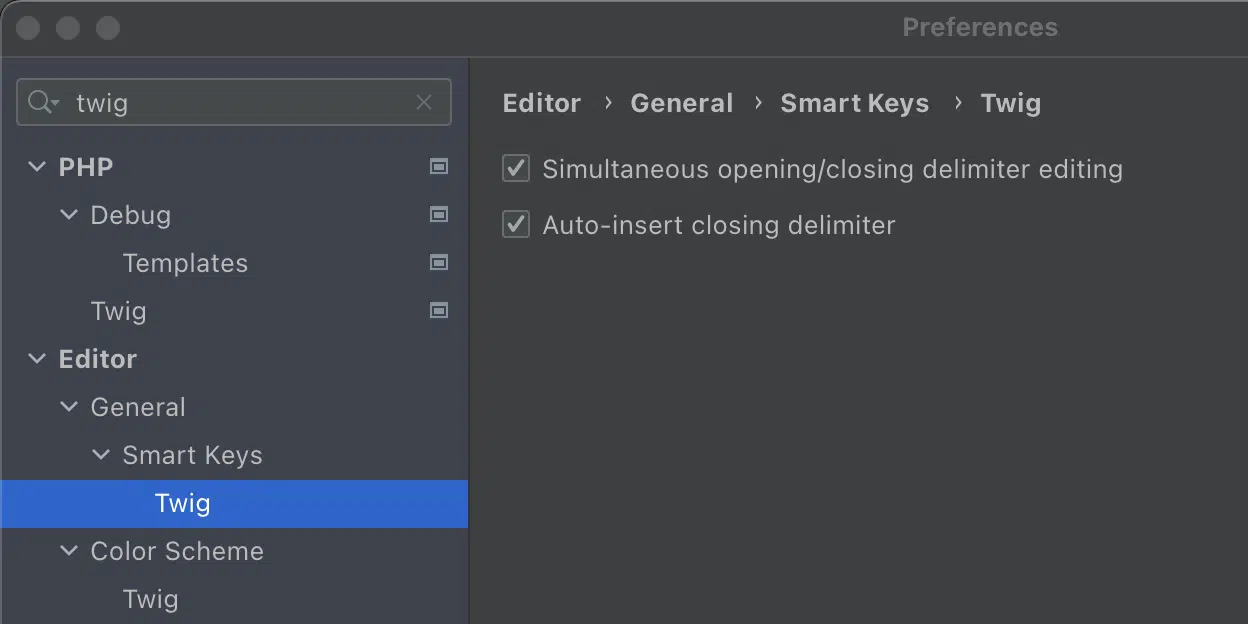 Preferences
twig
PHP
Debug
Templates
Twig
Editor
General
Smart Keys
Twig
Color Scheme
Twig
Editor › General › Smart Keys › Twig
Simultaneous opening/closing delimiter editing
Auto-insert closing delimiter